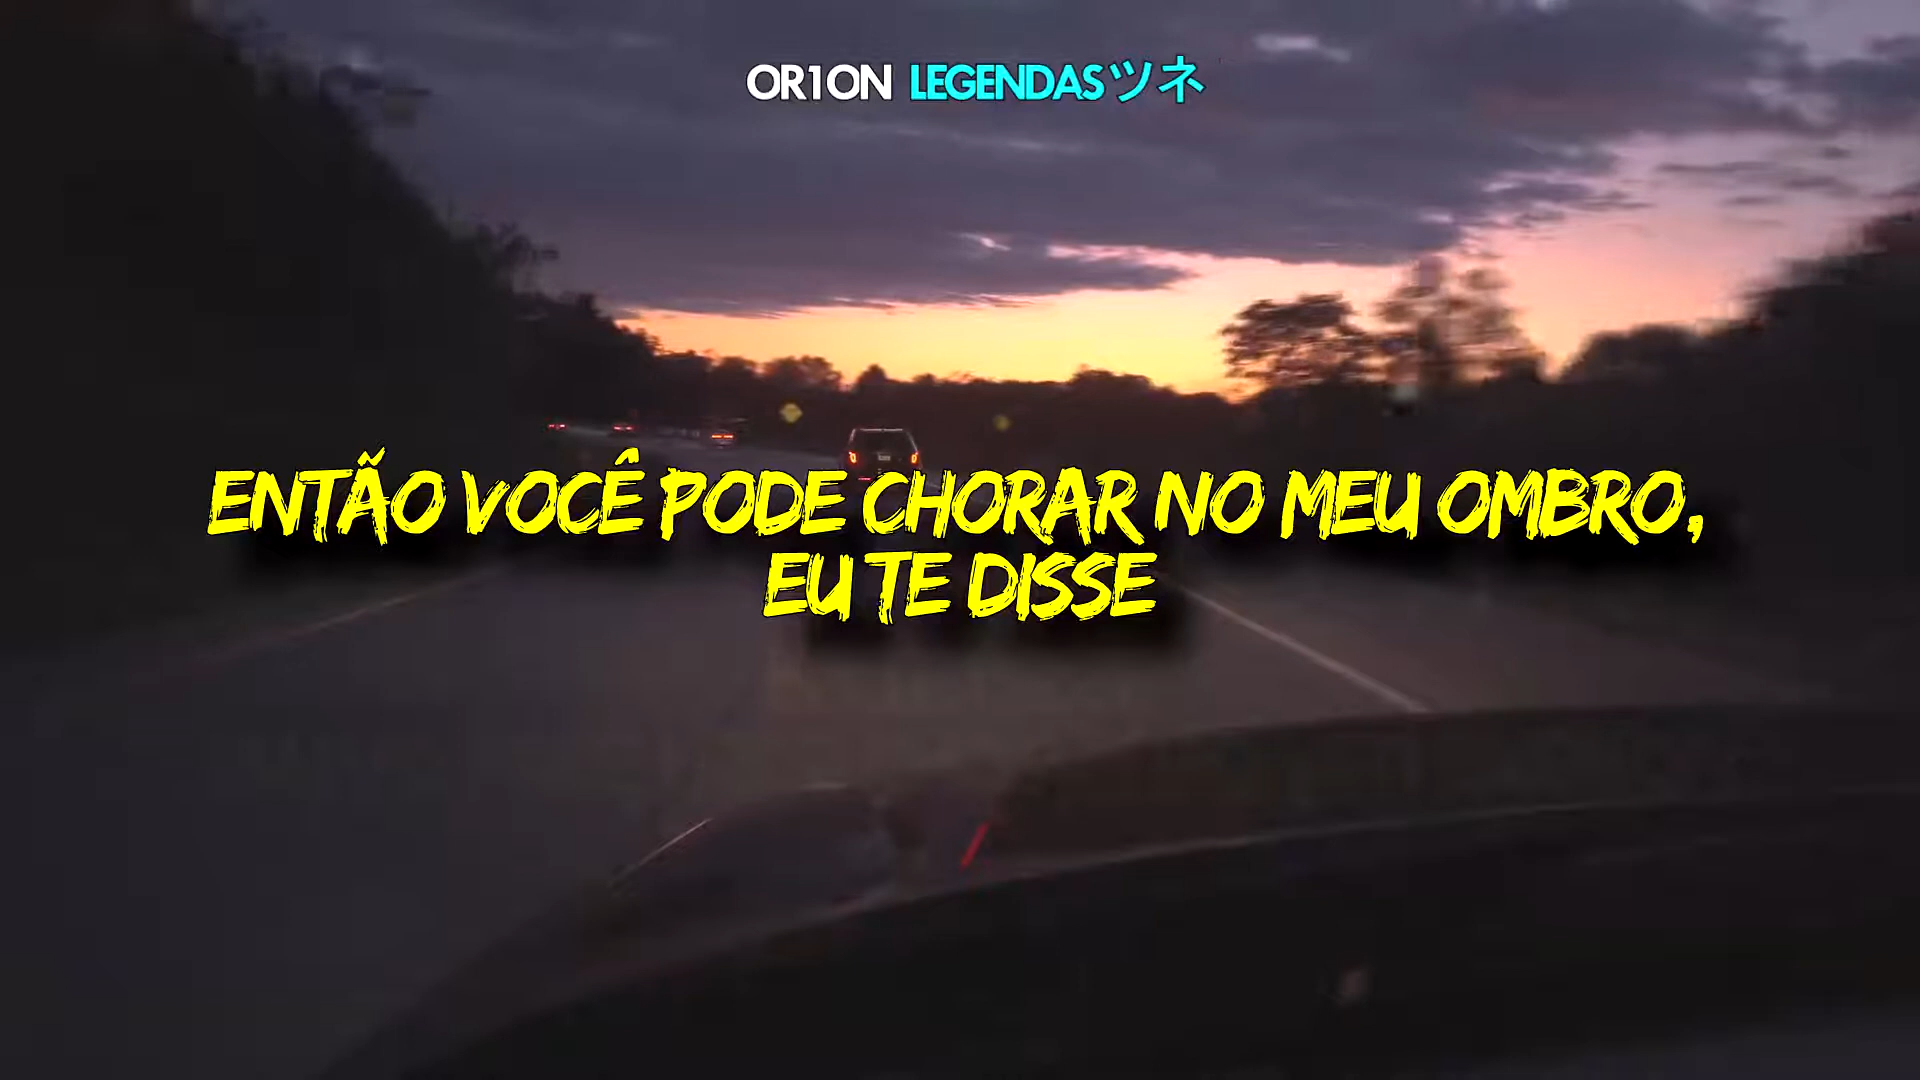 OR1ON LEGENDASツネ
ENTÃO VOCÊ PODE CHORAR NO MEU OMBRO,
EU TE DISSE